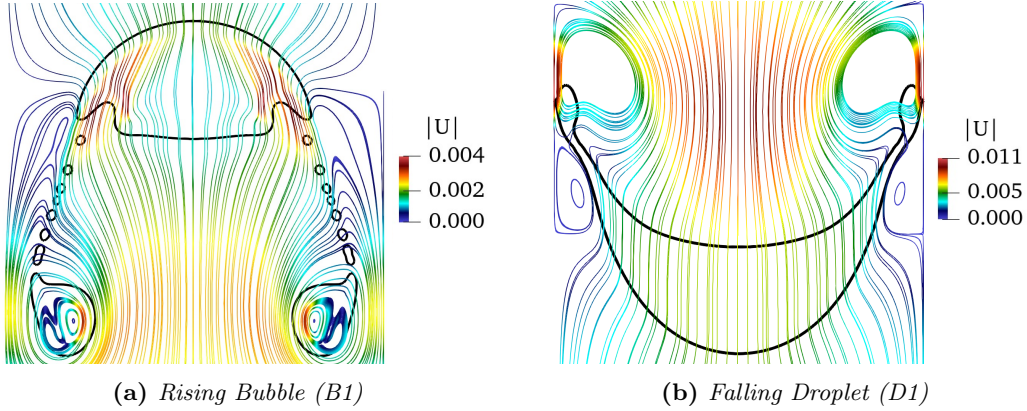 |U|
0.004
0.002
0.000
|U|
0.011
0.005
0.000
(a) Rising Bubble (B1)
(b) Falling Droplet (D1)